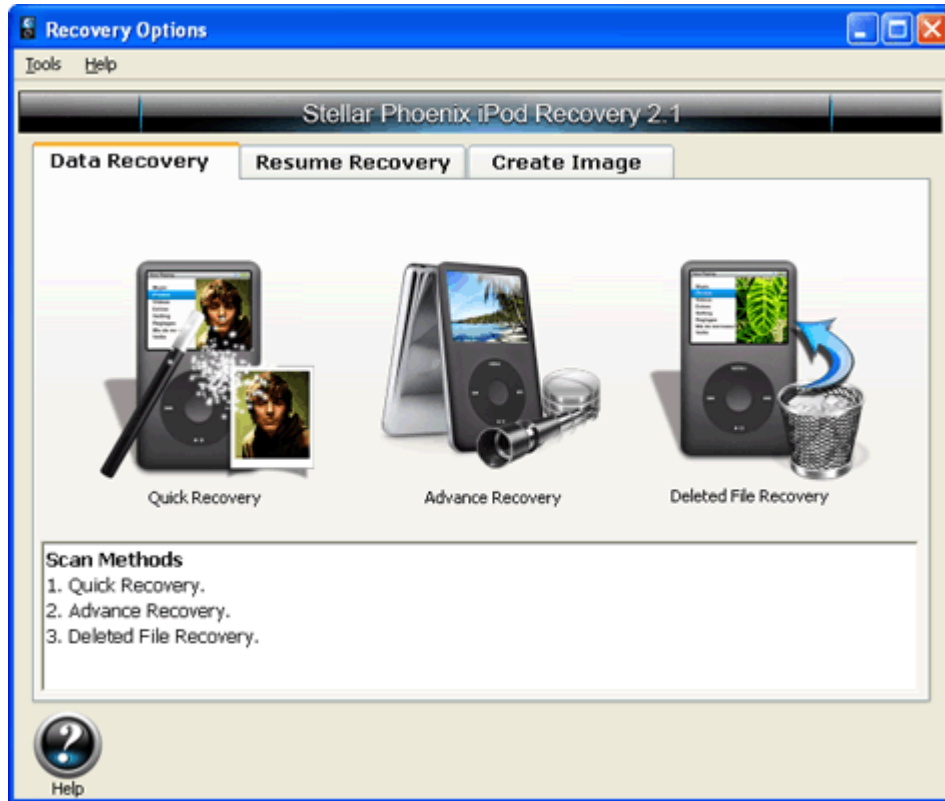 Recovery Options
Tools Help
Stellar Phoenix iPod Recovery 2.1
Data Recovery Resume Recovery Create Image
Quick Recovery Advance Recovery Deleted File Recovery
Scan Methods
1. Quick Recovery.
2. Advance Recovery.
3. Deleted File Recovery.
Help